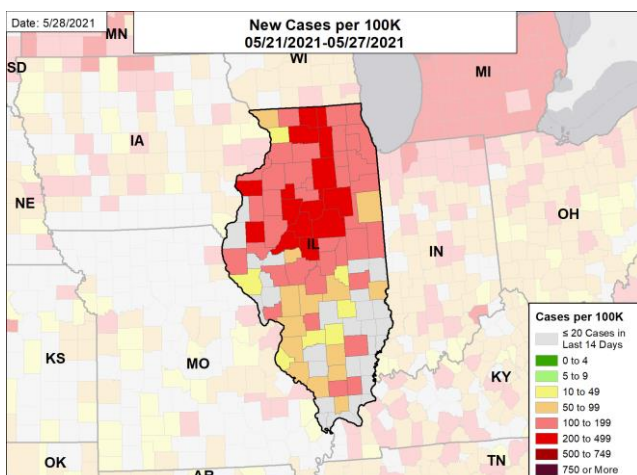 Date: 5/28/2021
New Cases per 100K
05/21/2021-05/27/2021
MN
WI
SD
MI
IA
NE
OH
IL
IN
KS
MO
KY
OK
AR
TN
Cases per 100K
≤ 20 Cases in
Last 14 Days
0 to 4
5 to 9
10 to 49
50 to 99
100 to 199
200 to 499
500 to 749
750 or More